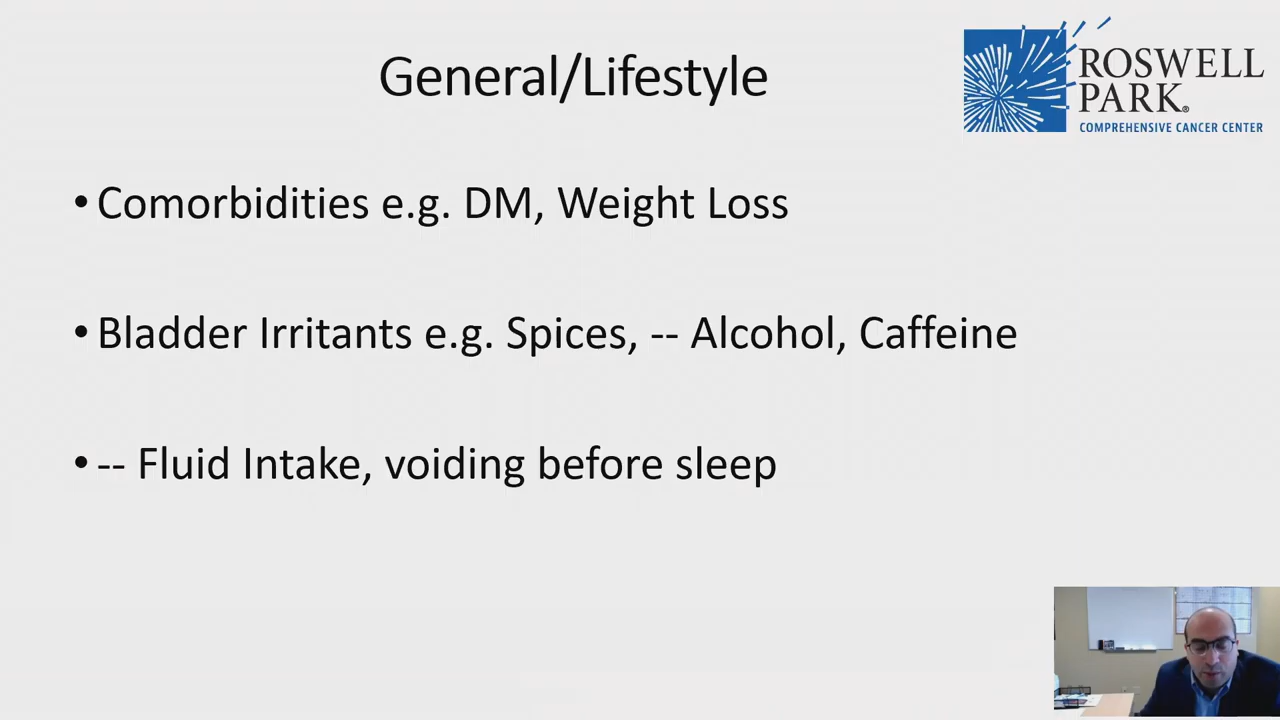 General/Lifestyle
ROSWELL
PARK®
COMPREHENSIVE CANCER CENTER
• Comorbidities e.g. DM, Weight Loss
• Bladder Irritants e.g. Spices, -- Alcohol, Caffeine
• -- Fluid Intake, voiding before sleep